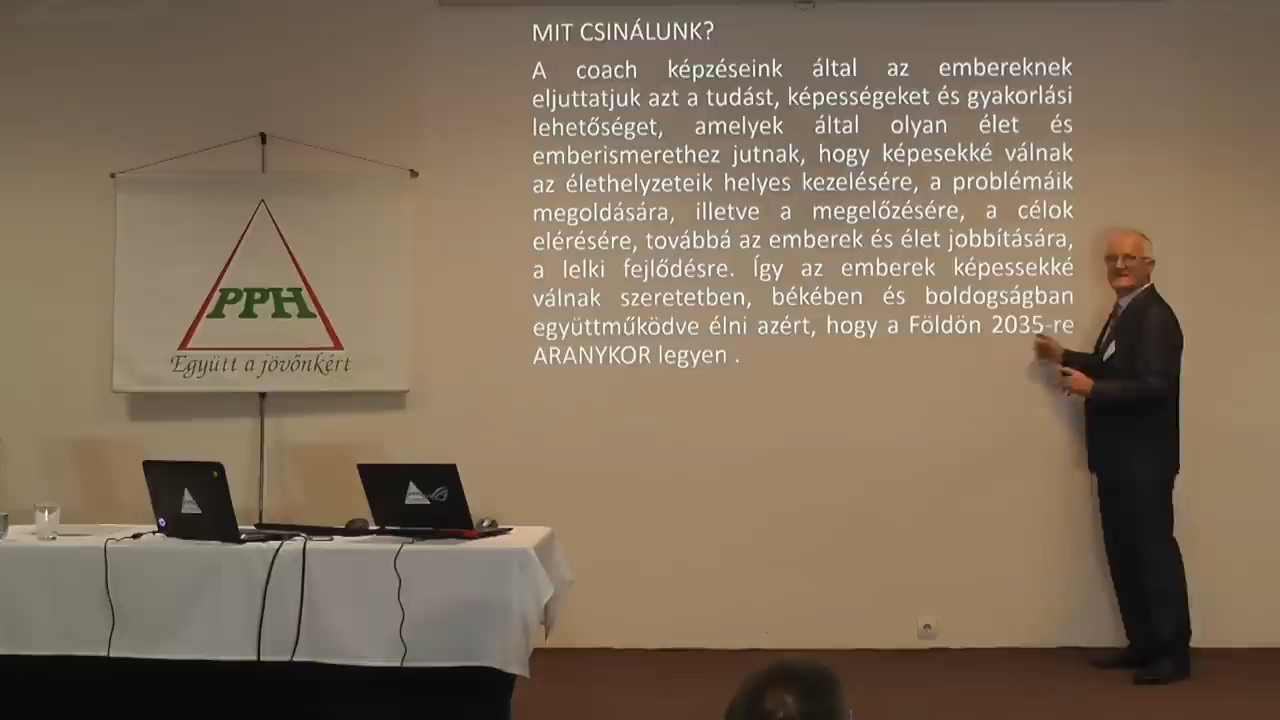 MIT CSINÁLUNK?
A coach képzéseink által az embereknek
eljuttatjuk azt a tudást, képességeket és gyakorlási
lehetőséget, amelyek által olyan élet és
emberismerethez jutnak, hogy képesekké válnak
az élethelyzeteik helyes kezelésére, a problémáik
megoldására, illetve a megelőzésére, a célok
elérésére, továbbá az emberek és élet jobbítására,
a lelki fejlődésre. Így az emberek képessekké
válnak szeretetben, békében és boldogságban
együttműködve élni azért, hogy a Földön 2035-re
ARANYKOR legyen .
PPH
Együtt a jövőnkért